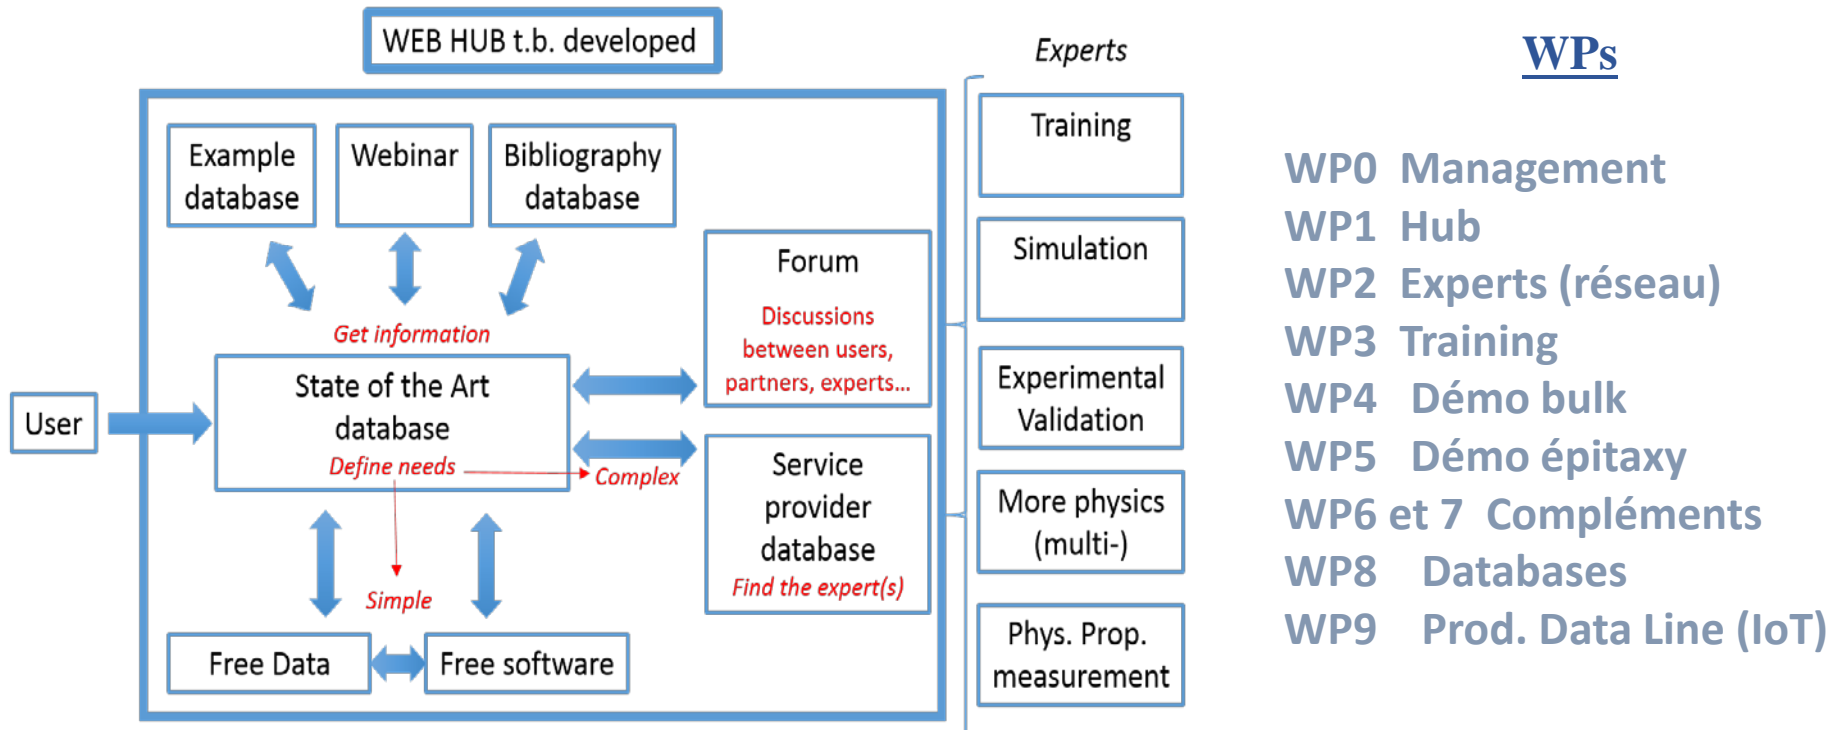 WEB HUB t.b. developed
Example
database
Webinar
Bibliography
database
Get information
State of the Art
database
Define needs
Complex
Simple
User
Free Data
Free software
Forum
Discussions
between users,
partners, experts...
Service
provider
database
Find the expert(s)
Experts
Training
Simulation
Experimental
Validation
More physics
(multi-)
Phys. Prop.
measurement
WPs
WP0 Management
WP1 Hub
WP2 Experts (réseau)
WP3 Training
WP4 Démo bulk
WP5 Démo épitaxy
WP6 et 7 Compléments
WP8 Databases
WP9 Prod. Data Line (IoT)